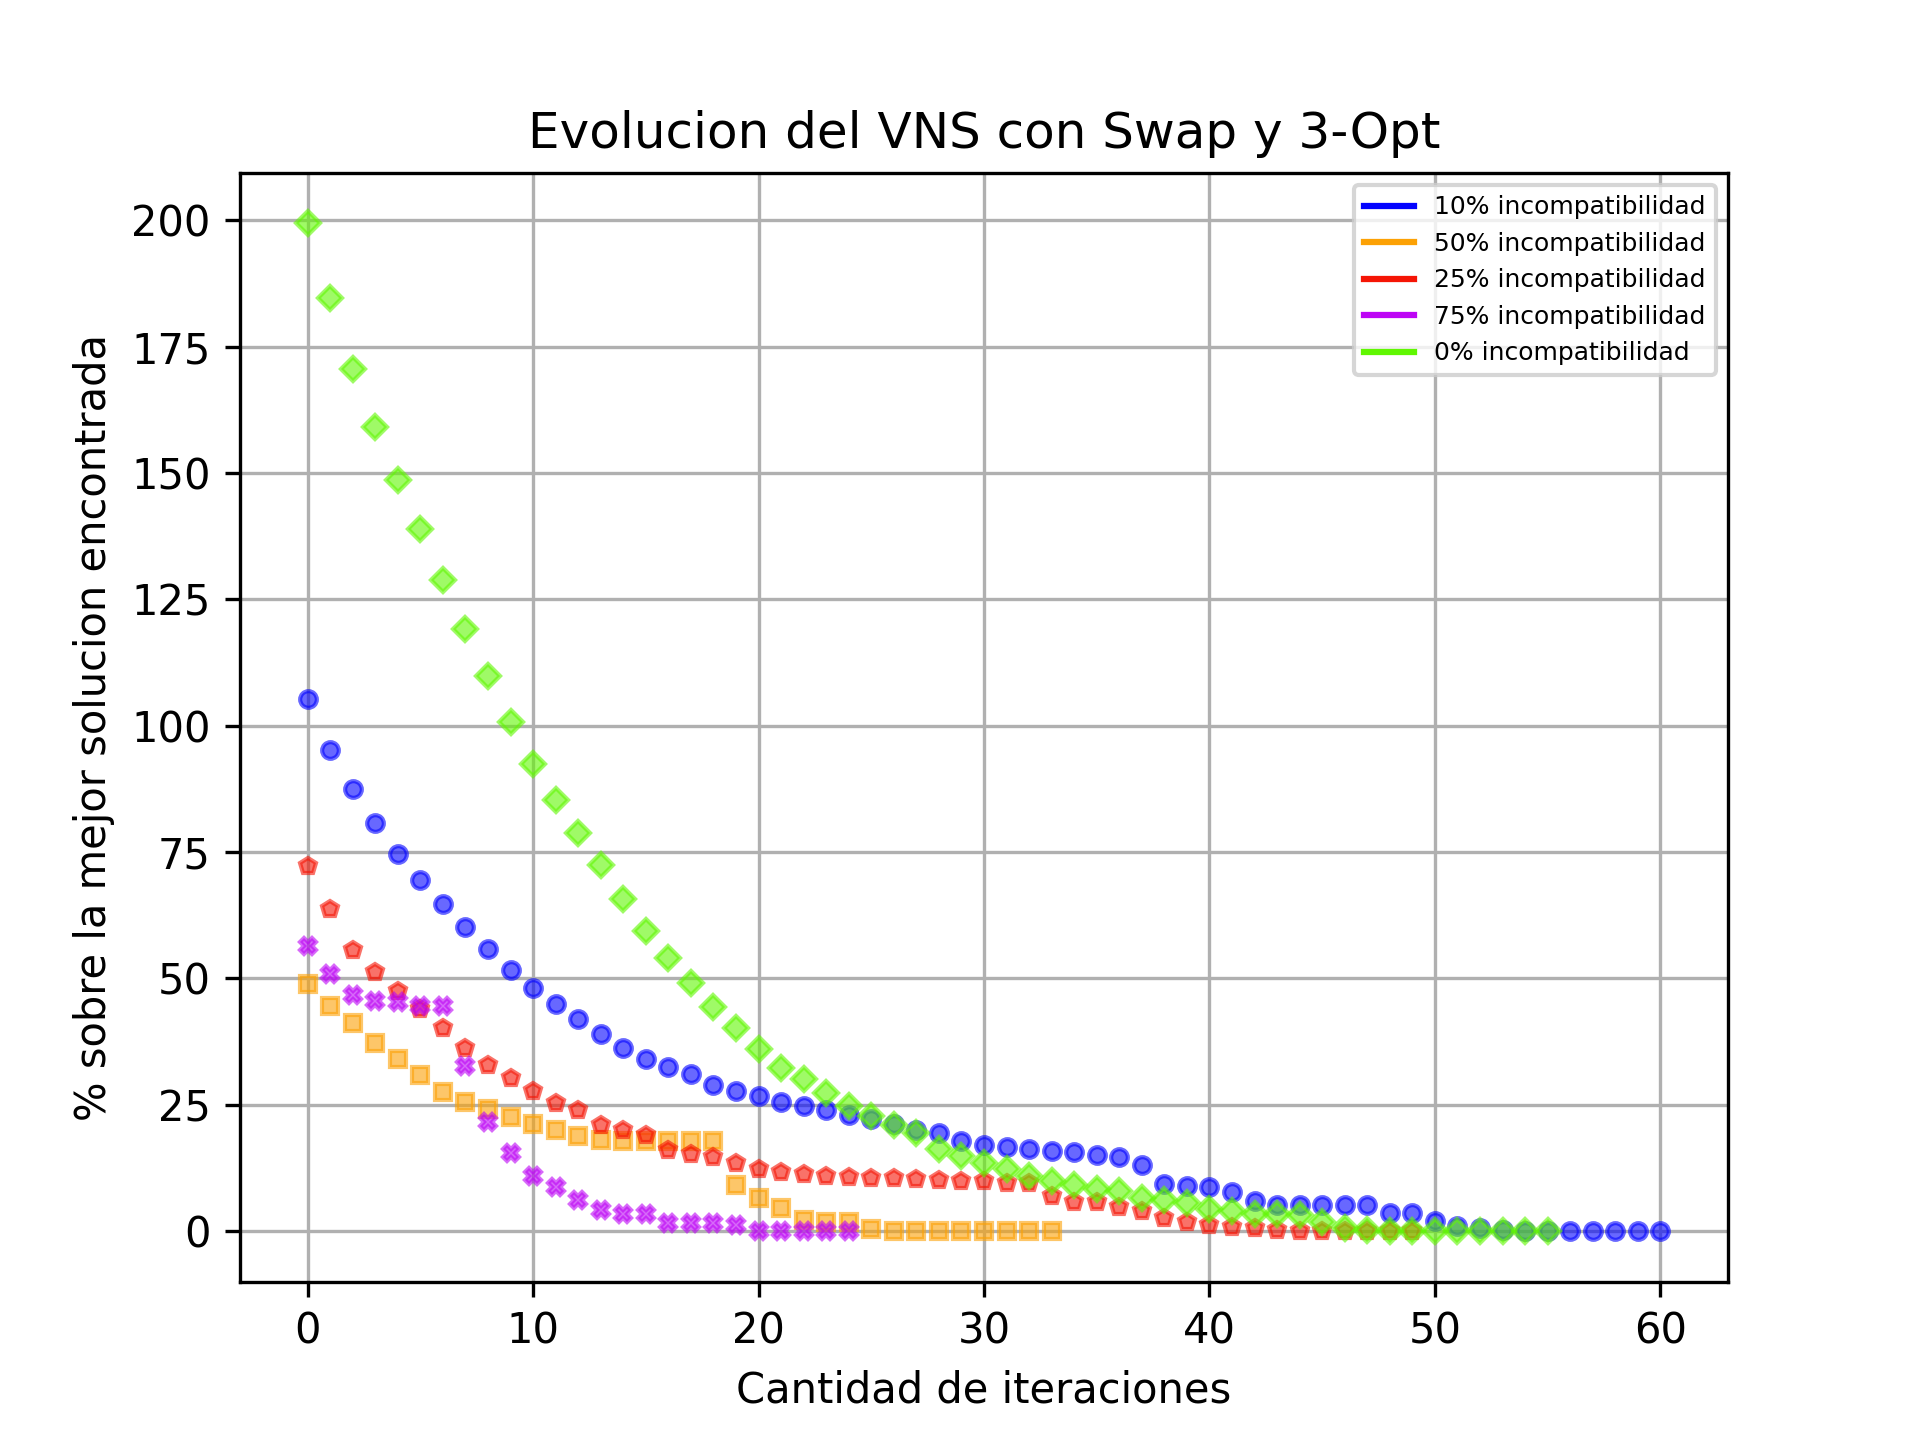 Evolucion del VNS con Swap y 3-Opt
10% incompatibilidad
50% incompatibilidad
25% incompatibilidad
75% incompatibilidad
0% incompatibilidad
% sobre la mejor solucion encontrada
200
175
150
125
100
75
50
25
0
0 10 20 30 40 50 60
Cantidad de iteraciones